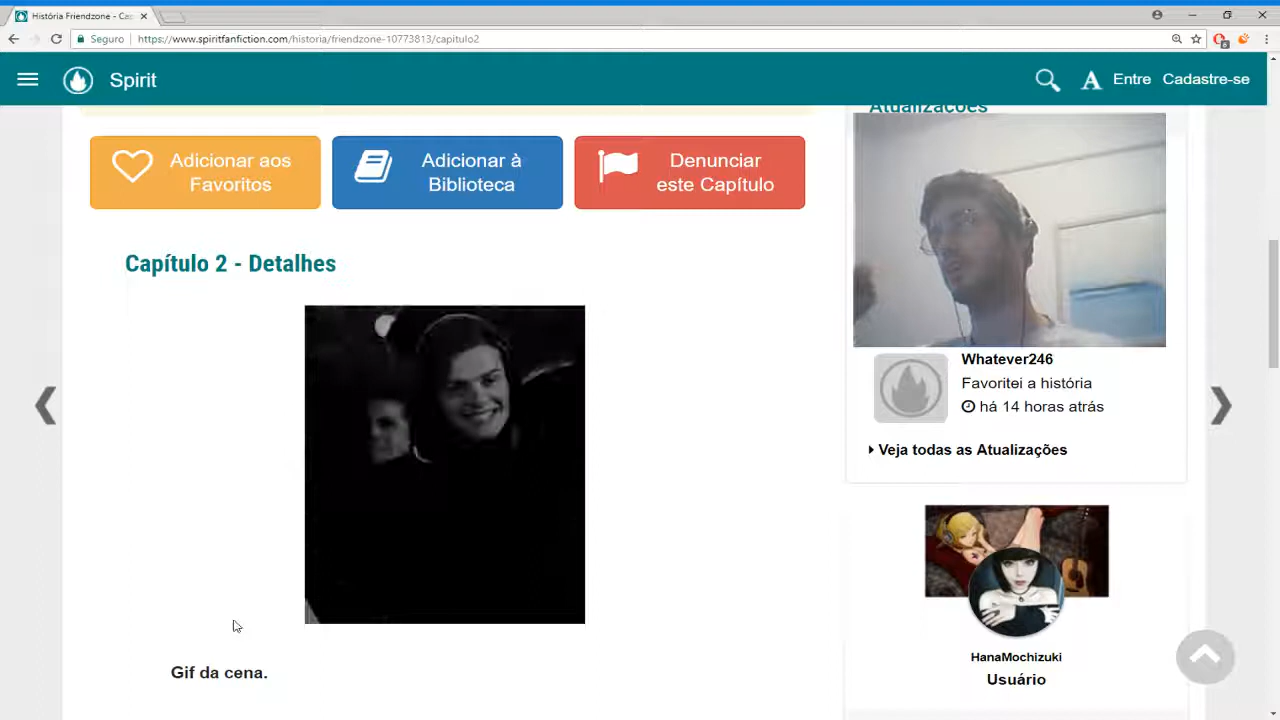 História Friendzone - Cap
Seguro
https://www.spiritfanfiction.com/historia/friendzone-10773813/capitulo2
Spirit
Entre
Cadastre-se
Atualizações
Adicionar aos
Favoritos
Adicionar à
Biblioteca
Denunciar
este Capítulo
Capítulo 2 - Detalhes
Gif da cena.
Whatever246
Favoritei a história
há 14 horas atrás
Veja todas as Atualizações
HanaMochizuki
Usuário